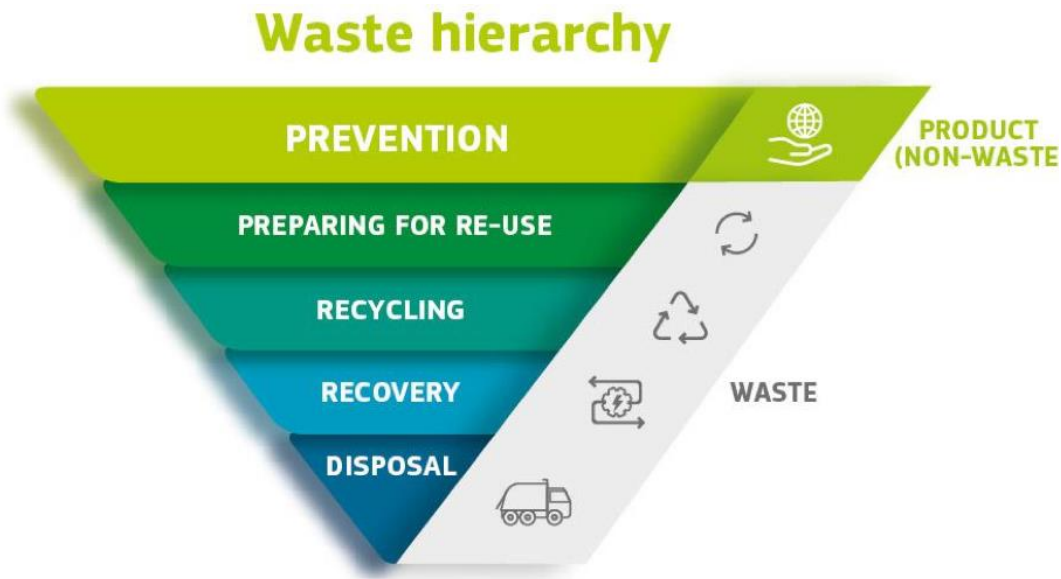 Waste hierarchy
PREVENTION
PRODUCT
(NON-WASTE
PREPARING FOR RE-USE
RECYCLING
RECOVERY
WASTE
DISPOSAL